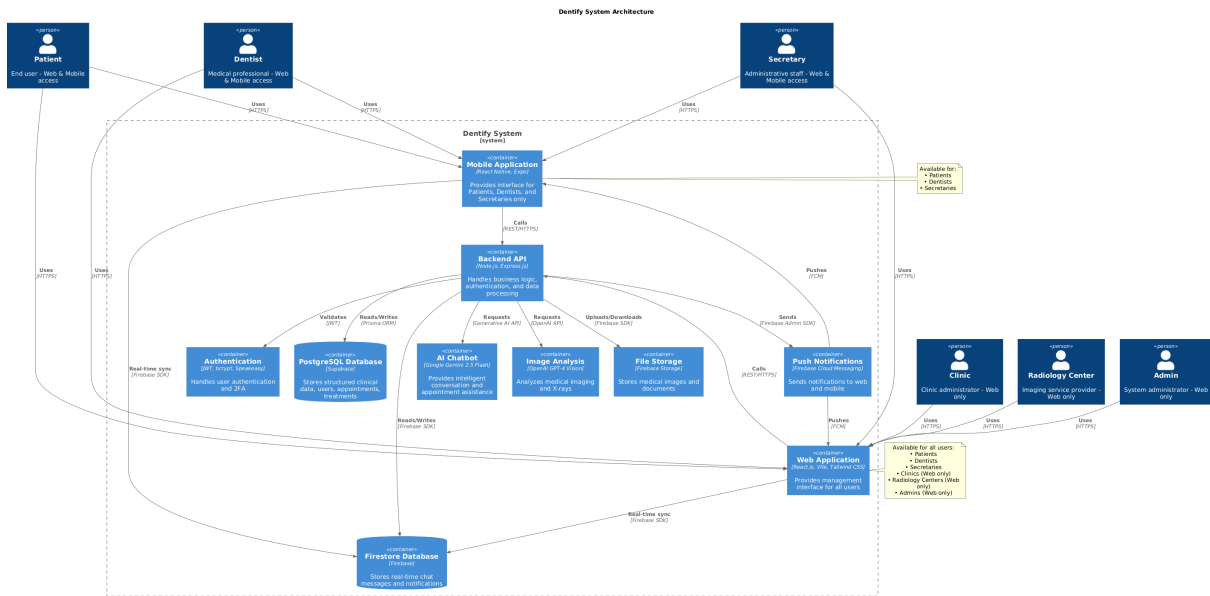 Dentify System Architecture
«person»
Patient
End user - Web & Mobile
access
«person»
Dentist
Medical professional - Web
& Mobile access
«person»
Secretary
Administrative staff - Web &
Mobile access
Uses
[HTTPS]
Uses
[HTTPS]
Uses
[HTTPS]
Dentify System
[system]
«container»
Mobile Application
[React Native, Expo]
Provides interface for
Patients, Dentists, and
Secretaries only
Available for:
• Patients
• Dentists
• Secretaries
Calls
[REST/HTTPS]
«container»
Backend API
[Node.js, Express.js]
Handles business logic,
authentication, and data
processing
Uses
[HTTPS]
Uses
[HTTPS]
Pushes
[FCM]
Uses
[HTTPS]
Validates
[JWT]
Reads/Writes
[Prisma ORM]
Requests
[Generative AI API]
Requests
[OpenAI API]
Uploads/Downloads
[Firebase SDK]
Sends
[Firebase Admin SDK]
Real-time sync
[Firebase SDK]
«container»
Authentication
[JWT, bcrypt, Speakeasy]
Handles user authentication
and 2FA
«container»
PostgreSQL Database
[Supabase]
Stores structured clinical
data, users, appointments,
treatments
«container»
AI Chatbot
[Google Gemini 2.5 Flash]
Provides intelligent
conversation and
appointment assistance
«container»
Image Analysis
[OpenAI GPT-4 Vision]
Analyzes medical imaging
and X-rays
«container»
File Storage
[Firebase Storage]
Stores medical images and
documents
Calls
[REST/HTTPS]
«container»
Push Notifications
[Firebase Cloud Messaging]
Sends notifications to web
and mobile
«person»
Clinic
Clinic administrator - Web
only
«person»
Radiology Center
Imaging service provider -
Web only
«person»
Admin
System administrator - Web
only
Reads/Writes
[Firebase SDK]
Pushes
[FCM]
Uses
[HTTPS]
Uses
[HTTPS]
Uses
[HTTPS]
«container»
Web Application
[React.js, Vite, Tailwind CSS]
Provides management
interface for all users
Available for all users:
• Patients
• Dentists
• Secretaries
• Clinics (Web only)
• Radiology Centers (Web
only)
• Admins (Web only)
Real-time sync
[Firebase SDK]
«container»
Firestore Database
[Firebase]
Stores real-time chat
messages and notifications